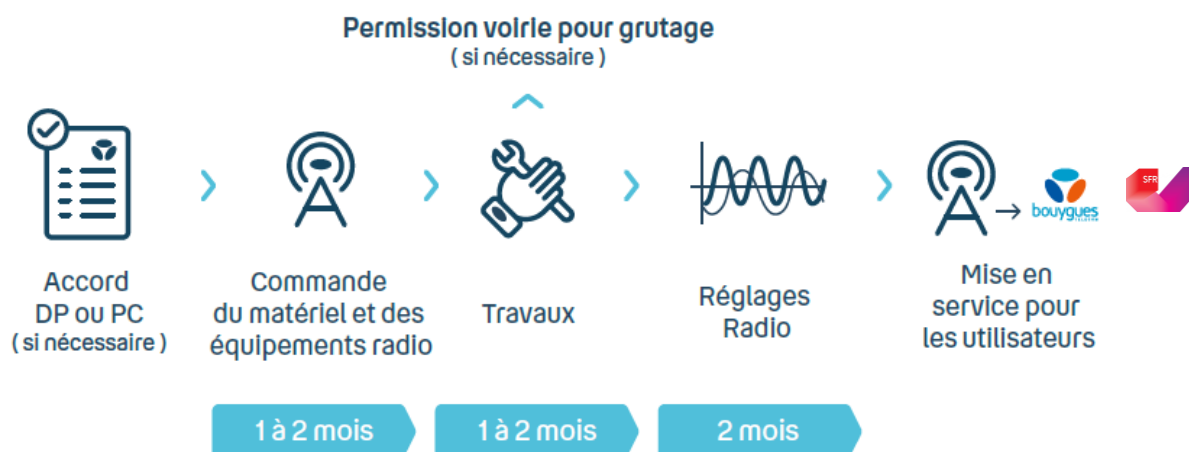 Permission voirie pour grutage
( si nécessaire )
SFR
bouygues
TELECOM
Accord
DP ou PC
( si nécessaire )
Commande
du matériel et des
équipements radio
Travaux
Réglages
Radio
Mise en
service pour
les utilisateurs
1 à 2 mois
1 à 2 mois
2 mois